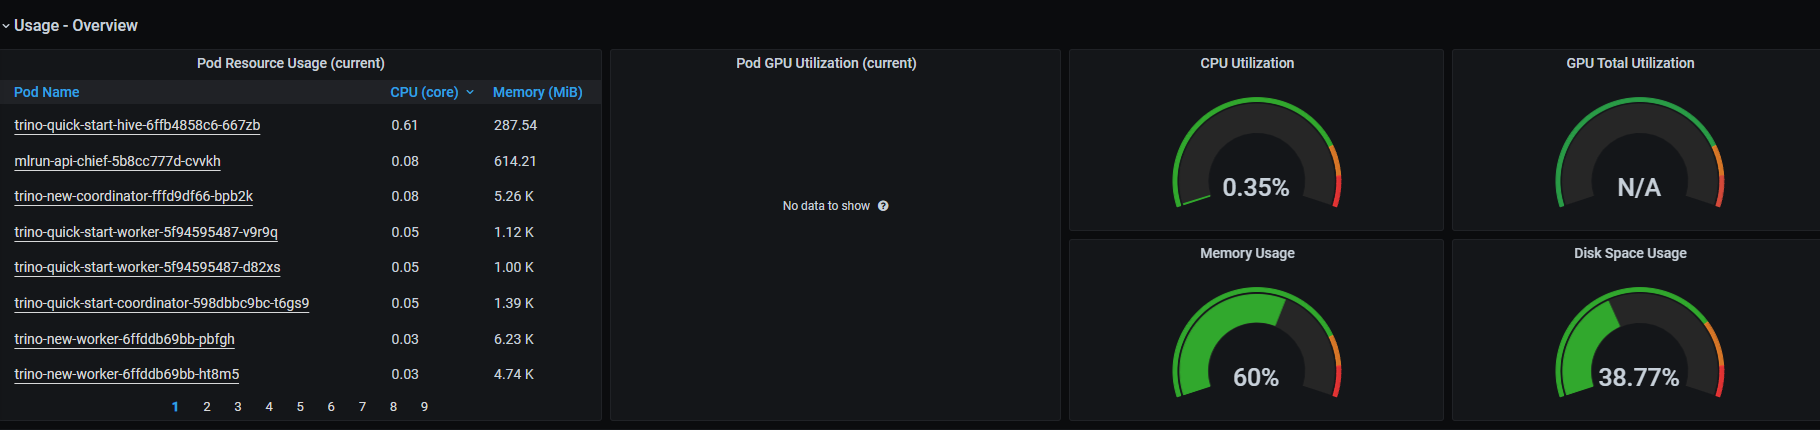 Usage - Overview
Pod Resource Usage (current)
Pod Name CPU (core) Memory (MiB)
trino-quick-start-hive-6ffb4858c6-667zb 0.61 287.54
mlrun-api-chief-5b8cc777d-cvvkh 0.08 614.21
trino-new-coordinator-fffd9df66-bpb2k 0.08 5.26 K
trino-quick-start-worker-5f94595487-v9r9q 0.05 1.12 K
trino-quick-start-worker-5f94595487-d82xs 0.05 1.00 K
trino-quick-start-coordinator-598dbbc9bc-t6gs9 0.05 1.39 K
trino-new-worker-6ffddb69bb-pbfgh 0.03 6.23 K
trino-new-worker-6ffddb69bb-ht8m5 0.03 4.74 K
1 2 3 4 5 6 7 8 9
Pod GPU Utilization (current)
No data to show
CPU Utilization
0.35%
GPU Total Utilization
N/A
Memory Usage
60%
Disk Space Usage
38.77%